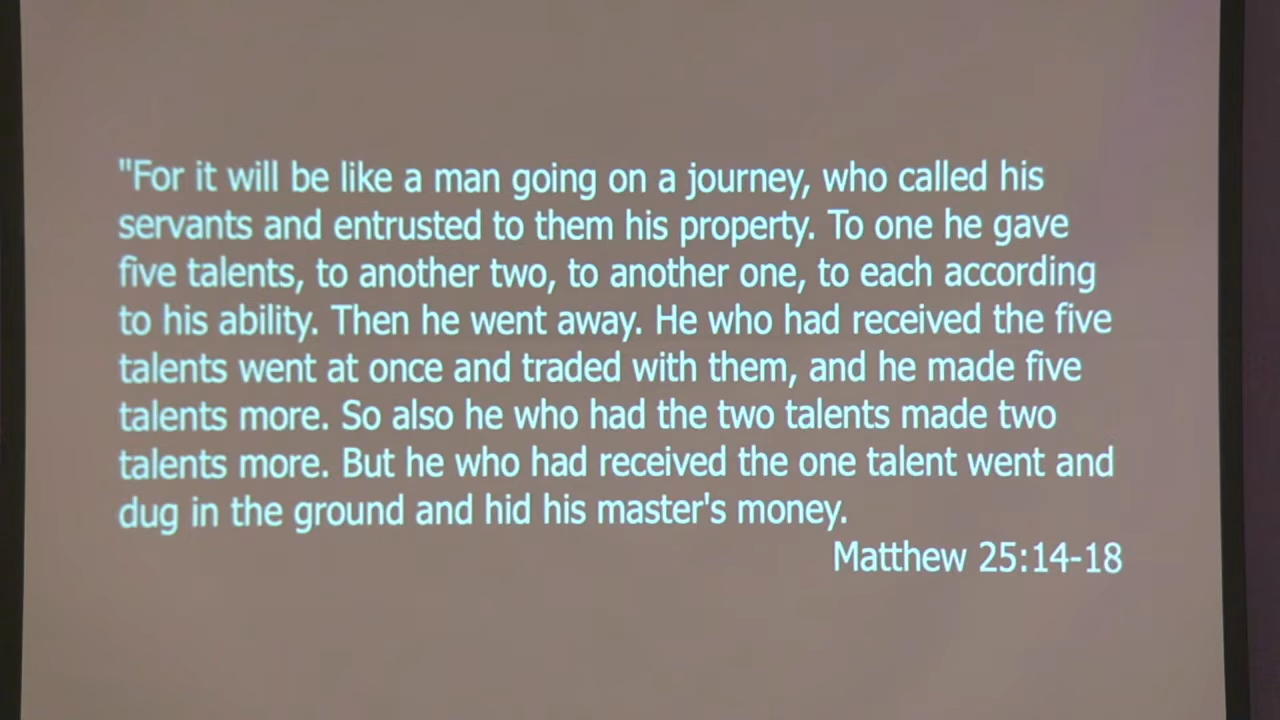 "For it will be like a man going on a journey, who called his
servants and entrusted to them his property. To one he gave
five talents, to another two, to another one, to each according
to his ability. Then he went away. He who had received the five
talents went at once and traded with them, and he made five
talents more. So also he who had the two talents made two
talents more. But he who had received the one talent went and
dug in the ground and hid his master's money.
Matthew 25:14-18